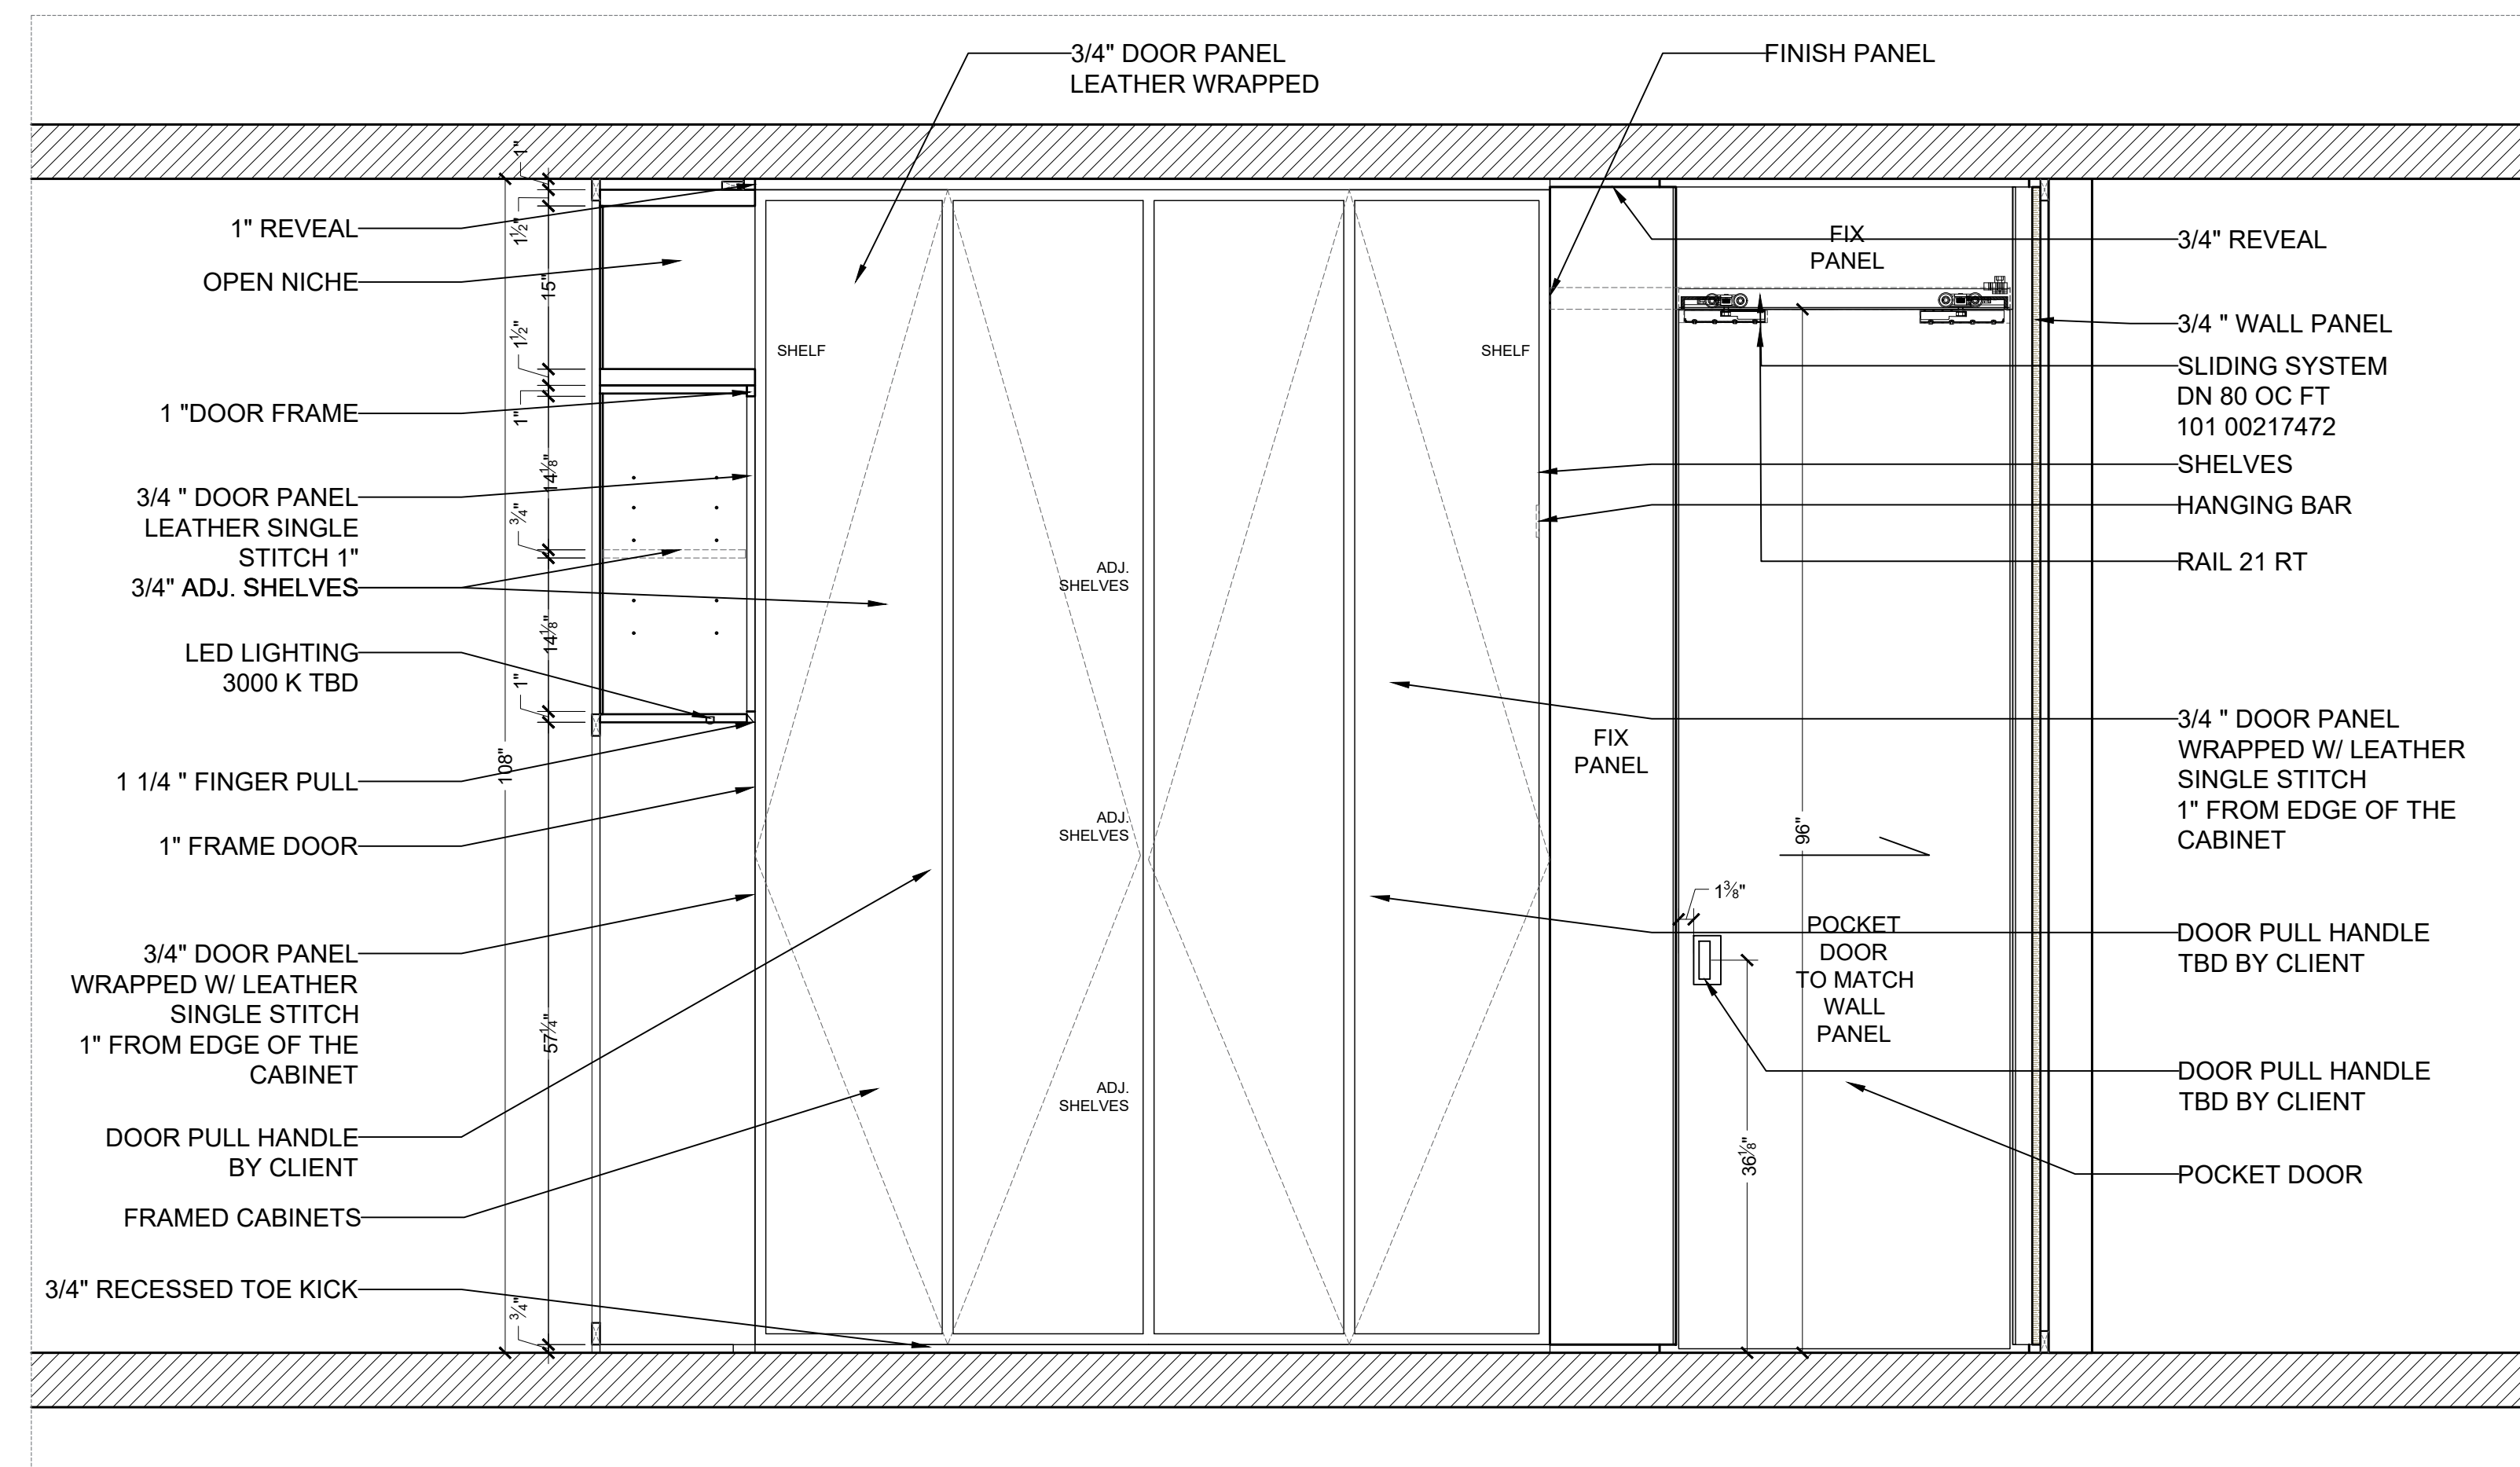 3/4" DOOR PANEL
LEATHER WRAPPED
FINISH PANEL
1" REVEAL
OPEN NICHE
1 "DOOR FRAME
3/4 " DOOR PANEL
LEATHER SINGLE
STITCH 1"
3/4" ADJ. SHELVES
LED LIGHTING
3000 K TBD
1 1/4 " FINGER PULL
1" FRAME DOOR
3/4" DOOR PANEL
WRAPPED W/ LEATHER
SINGLE STITCH
1" FROM EDGE OF THE
CABINET
DOOR PULL HANDLE
BY CLIENT
FRAMED CABINETS
3/4" RECESSED TOE KICK
1"
1½"
15"
1½"
1"
14⅛"
¾"
14⅛"
1"
108"
57¼"
¾"
SHELF
SHELF
ADJ.
SHELVES
ADJ.
SHELVES
ADJ.
SHELVES
FIX
PANEL
FIX
PANEL
96"
1⅜"
POCKET
DOOR
TO MATCH
WALL
PANEL
36⅛"
3/4" REVEAL
3/4 " WALL PANEL
SLIDING SYSTEM
DN 80 OC FT
101 00217472
SHELVES
HANGING BAR
RAIL 21 RT
3/4 " DOOR PANEL
WRAPPED W/ LEATHER
SINGLE STITCH
1" FROM EDGE OF THE
CABINET
DOOR PULL HANDLE
TBD BY CLIENT
DOOR PULL HANDLE
TBD BY CLIENT
POCKET DOOR